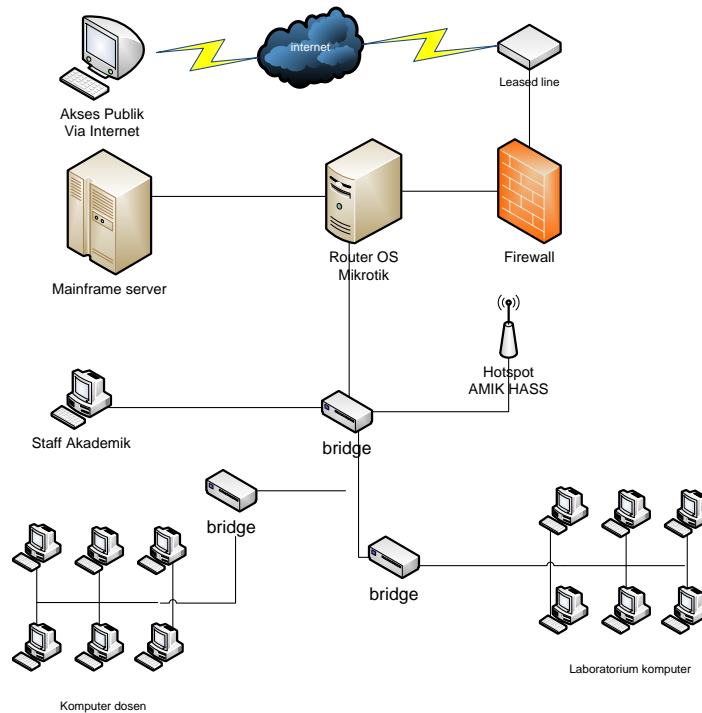 internet
Leased line
Akses Publik
Via Internet
Mainframe server
Router OS
Mikrotik
Firewall
Hotspot
AMIK HASS
Staff Akademik
bridge
bridge
bridge
Laboratorium komputer
Komputer dosen